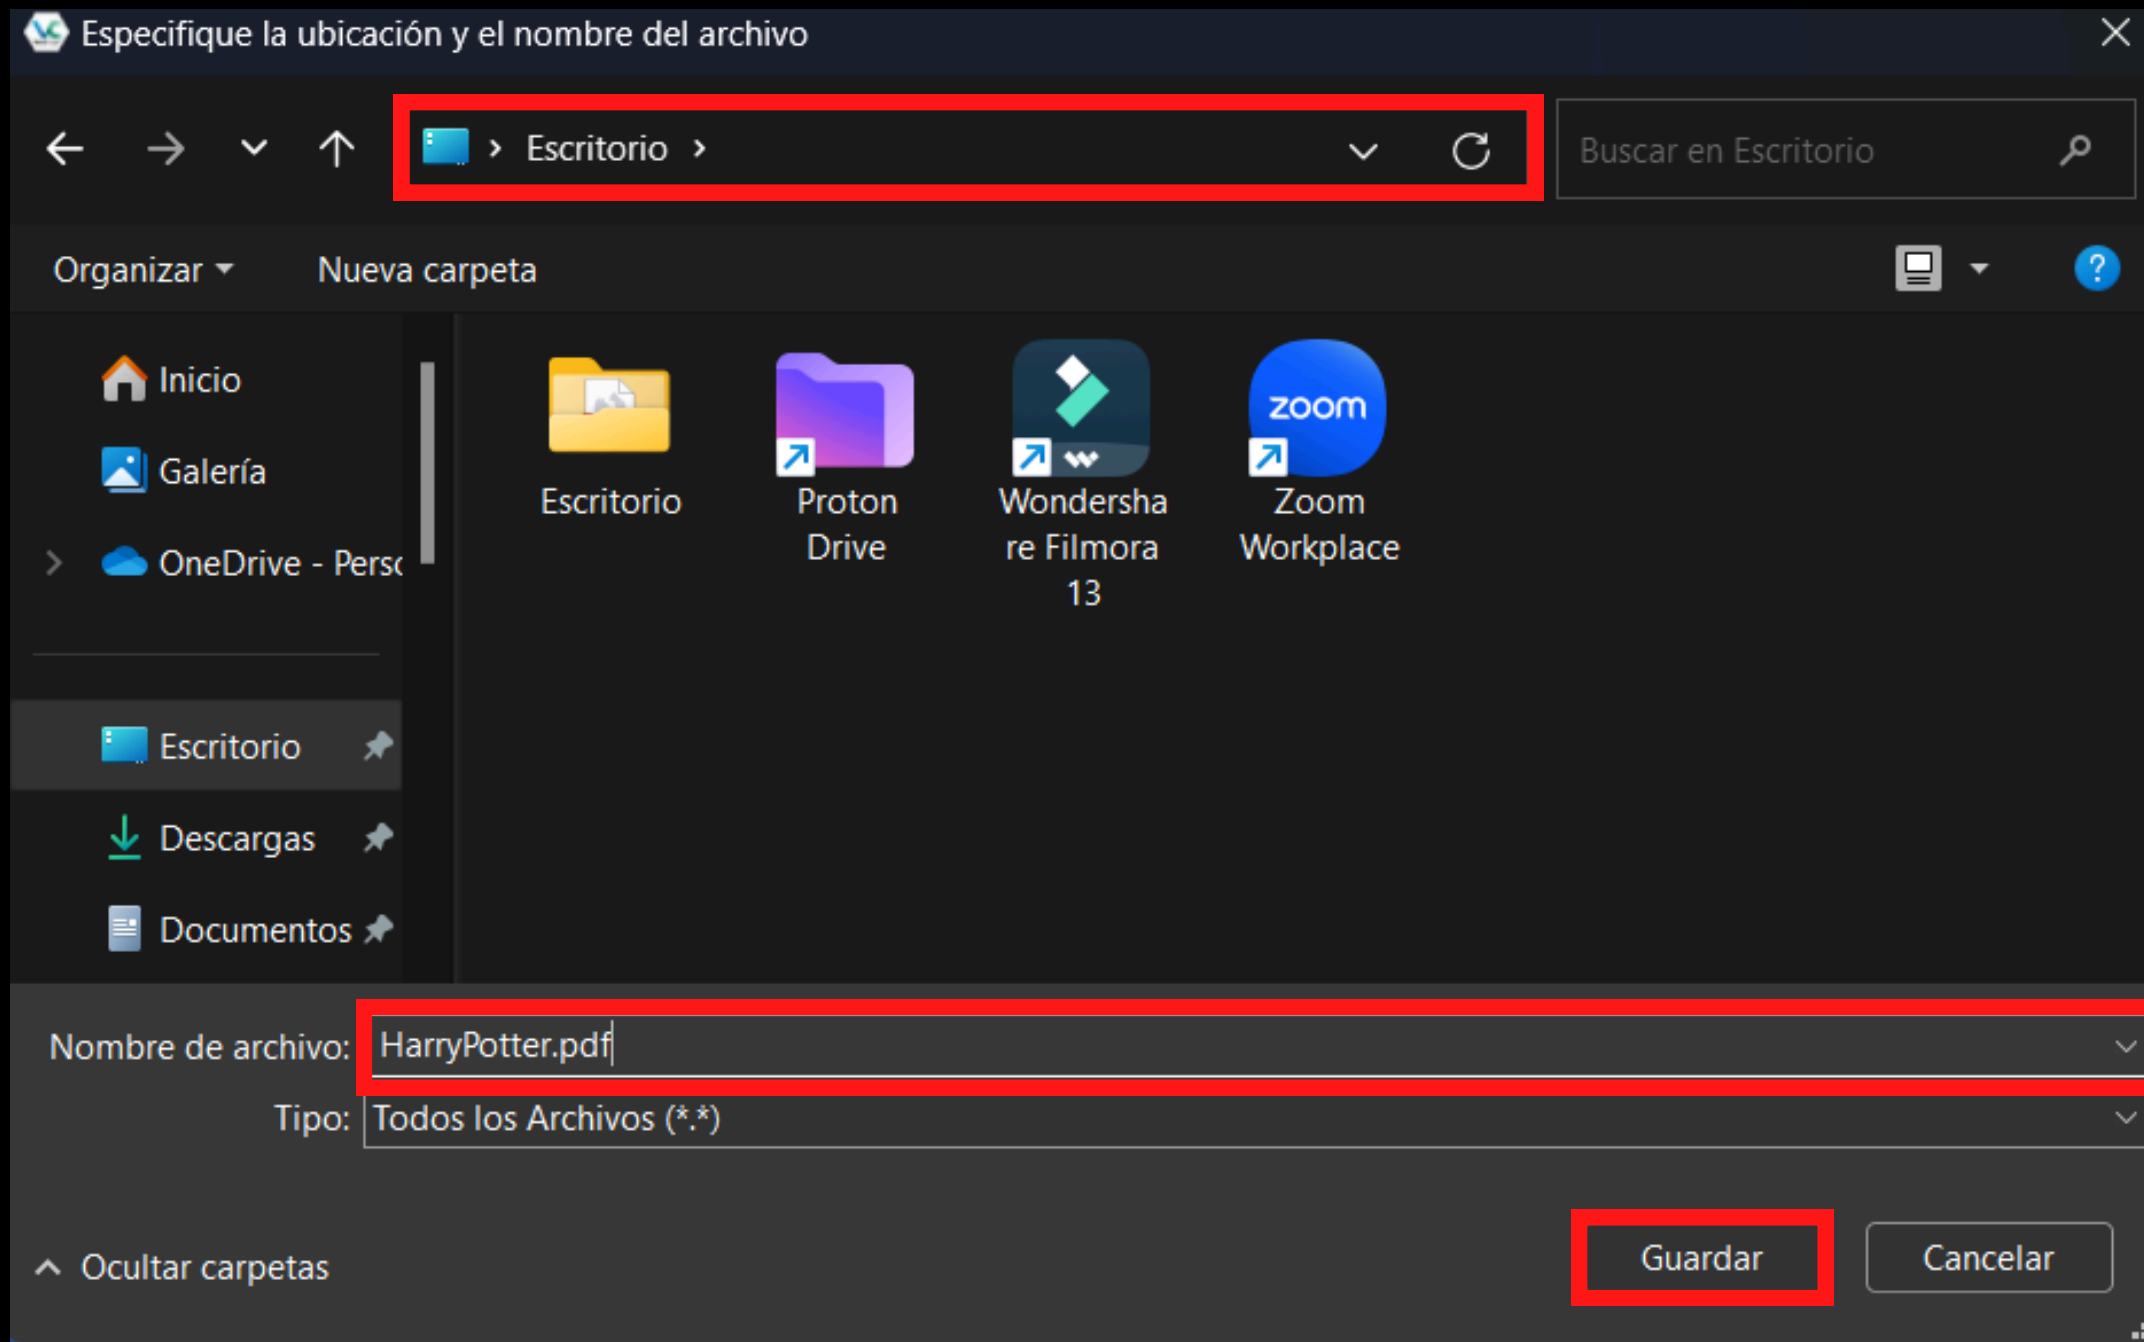 Especifique la ubicación y el nombre del archivo
Escritorio
Buscar en Escritorio
Organizar
Nueva carpeta
?
Inicio
Galería
OneDrive - Perso
Escritorio
Descargas
Documentos
Escritorio
Proton
Drive
Wondersha
re Filmora
13
zoom
Zoom
Workplace
Nombre de archivo: HarryPotter.pdf
Tipo: Todos los Archivos (*.*)
Ocultar carpetas
Guardar
Cancelar